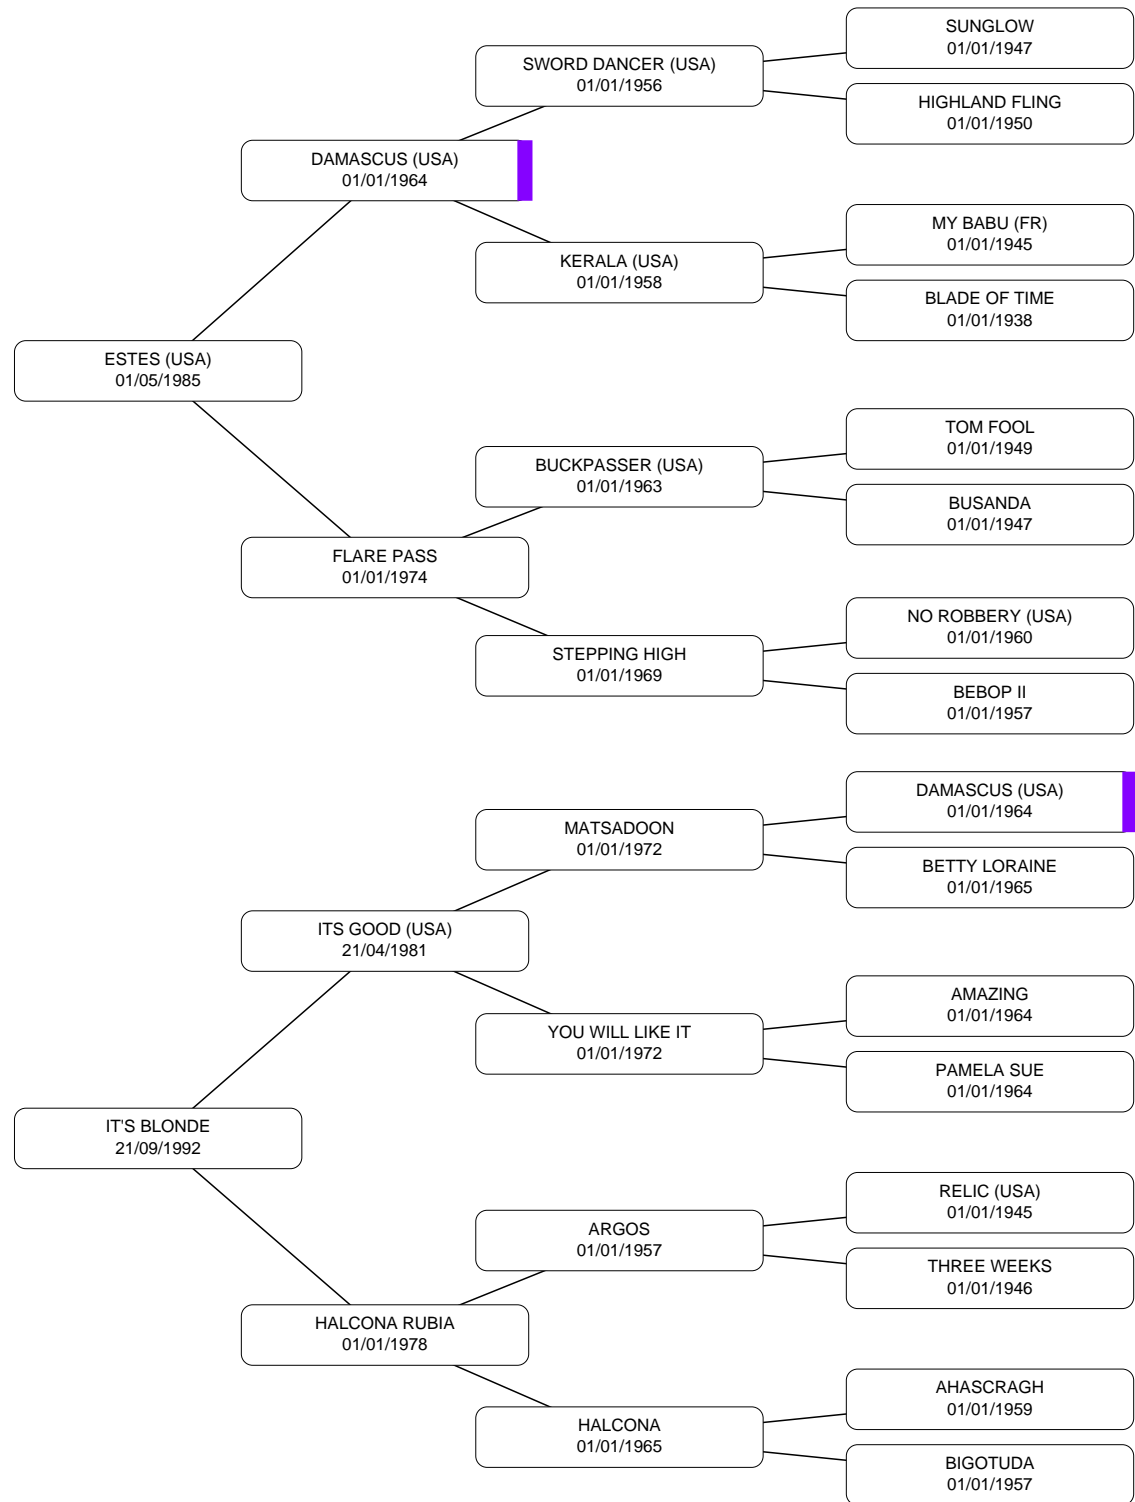 SUNGLOW
01/01/1947
SWORD DANCER (USA)
01/01/1956
HIGHLAND FLING
01/01/1950
DAMASCUS (USA)
01/01/1964
MY BABU (FR)
01/01/1945
KERALA (USA)
01/01/1958
BLADE OF TIME
01/01/1938
ESTES (USA)
01/05/1985
TOM FOOL
01/01/1949
BUCKPASSER (USA)
01/01/1963
BUSANDA
01/01/1947
FLARE PASS
01/01/1974
NO ROBBERY (USA)
01/01/1960
STEPPING HIGH
01/01/1969
BEBOP II
01/01/1957
DAMASCUS (USA)
01/01/1964
MATSADOON
01/01/1972
BETTY LORAINE
01/01/1965
ITS GOOD (USA)
21/04/1981
AMAZING
01/01/1964
YOU WILL LIKE IT
01/01/1972
PAMELA SUE
01/01/1964
IT'S BLONDE
21/09/1992
RELIC (USA)
01/01/1945
ARGOS
01/01/1957
THREE WEEKS
01/01/1946
HALCONA RUBIA
01/01/1978
AHASCRAGH
01/01/1959
HALCONA
01/01/1965
BIGOTUDA
01/01/1957